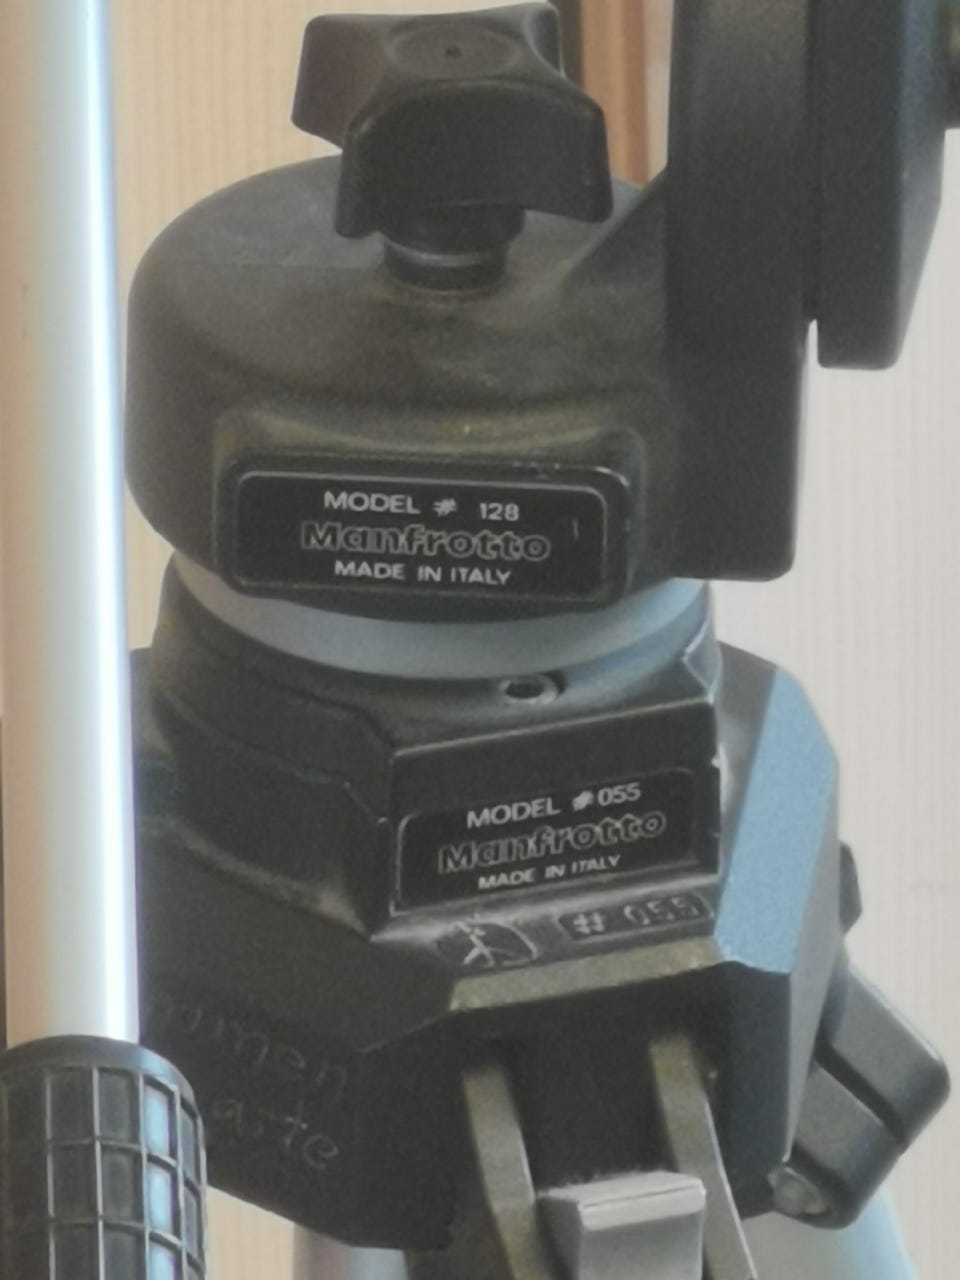 MODEL # 128
Manfrotto
MADE IN ITALY
MODEL #055
Manfrotto
MADE IN ITALY
# 055